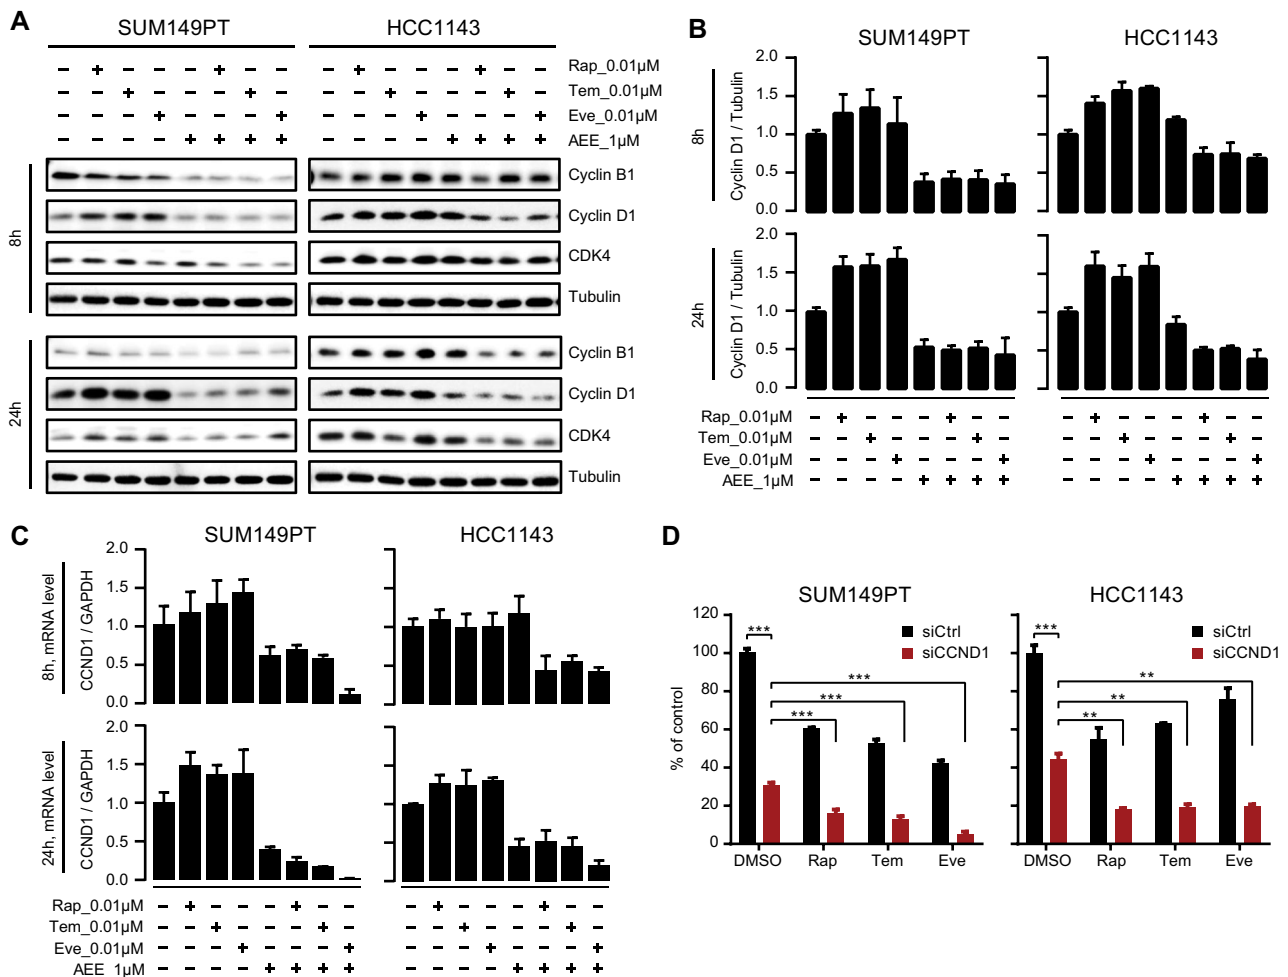 A
SUM149PT
HCC1143
− + − − − + − −
− + − − − + − −
Rap_0.01µM
− − + − − − + −
− − + − − − + −
Tem_0.01µM
− − − + − − − +
− − − + − − − +
Eve_0.01µM
− − − − + + + +
− − − − + + + +
AEE_1µM
8h
Cyclin B1
Cyclin D1
CDK4
Tubulin
24h
Cyclin B1
Cyclin D1
CDK4
Tubulin
B
SUM149PT
HCC1143
8h
Cyclin D1 / Tubulin
2.0
1.5
1.0
0.5
0.0
24h
Cyclin D1 / Tubulin
2.0
1.5
1.0
0.5
0.0
Rap_0.01µM − + − − − + − − − + − − − + − −
Tem_0.01µM − − + − − − + − − − + − − − + −
Eve_0.01µM − − − + − − − + − − − + − − − +
AEE_1µM − − − − + + + + − − − − + + + +
C
SUM149PT
HCC1143
8h, mRNA level
CCND1 / GAPDH
2.0
1.5
1.0
0.5
0.0
24h, mRNA level
CCND1 / GAPDH
2.0
1.5
1.0
0.5
0.0
Rap_0.01µM − + − − − + − − − + − − − + − −
Tem_0.01µM − − + − − − + − − − + − − − + −
Eve_0.01µM − − − + − − − + − − − + − − − +
AEE_1µM − − − − + + + + − − − − + + + +
D
SUM149PT
HCC1143
% of control
120
100
80
60
40
20
0
***
siCtrl
siCCND1
***
***
***
DMSO Rap Tem Eve
***
siCtrl
siCCND1
**
**
**
DMSO Rap Tem Eve